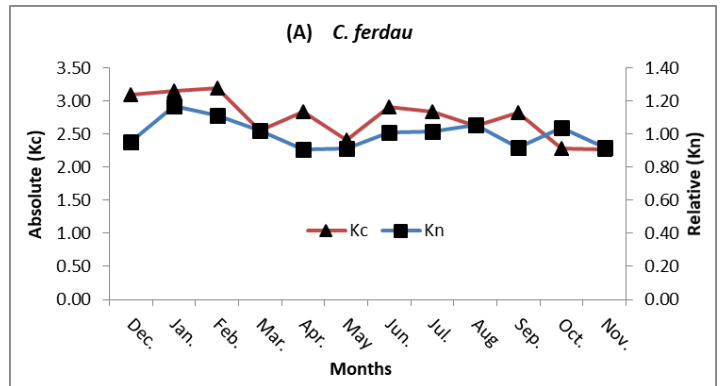 (A) C. ferdau
Absolute (Kc)
3.50
3.00
2.50
2.00
1.50
1.00
0.50
0.00
Relative (Kn)
1.40
1.20
1.00
0.80
0.60
0.40
0.20
0.00
Kc Kn
Dec. Jan. Feb. Mar. Apr. May Jun. Jul. Aug Sep. Oct. Nov.
Months